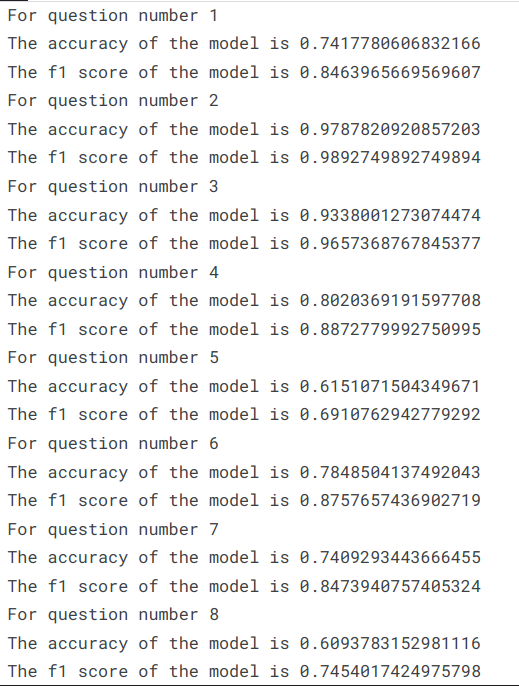 For question number 1
The accuracy of the model is 0.7417780606832166
The f1 score of the model is 0.8463965669569607
For question number 2
The accuracy of the model is 0.9787820920857203
The f1 score of the model is 0.9892749892749894
For question number 3
The accuracy of the model is 0.9338001273074474
The f1 score of the model is 0.9657368767845377
For question number 4
The accuracy of the model is 0.8020369191597708
The f1 score of the model is 0.8872779992750995
For question number 5
The accuracy of the model is 0.6151071504349671
The f1 score of the model is 0.6910762942779292
For question number 6
The accuracy of the model is 0.7848504137492043
The f1 score of the model is 0.8757657436902719
For question number 7
The accuracy of the model is 0.7409293443666455
The f1 score of the model is 0.8473940757405324
For question number 8
The accuracy of the model is 0.6093783152981116
The f1 score of the model is 0.7454017424975798